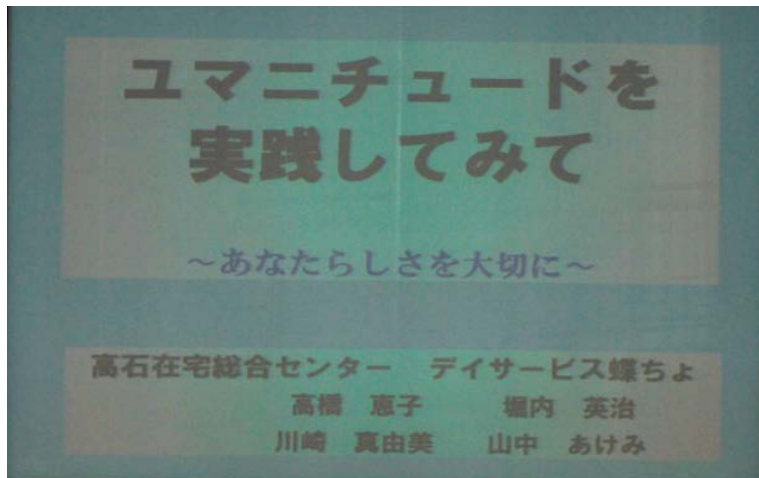 ユマニチュードを
実践してみて
～あなたらしさを大切に～
高石在宅総合センター　デイサービス蝶ちょ
高橋　恵子　　堀内　英治
川崎　真由美　山中　あけみ